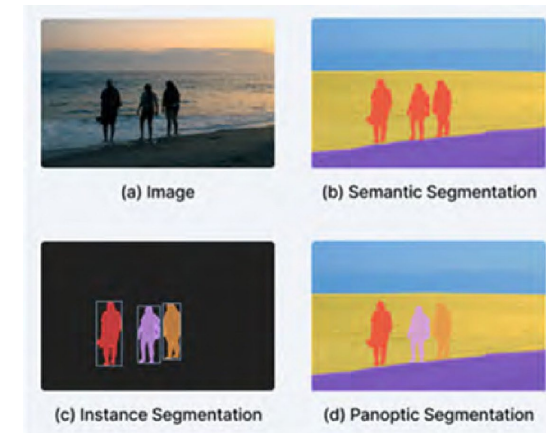 (a) Image
(b) Semantic Segmentation
(c) Instance Segmentation
(d) Panoptic Segmentation